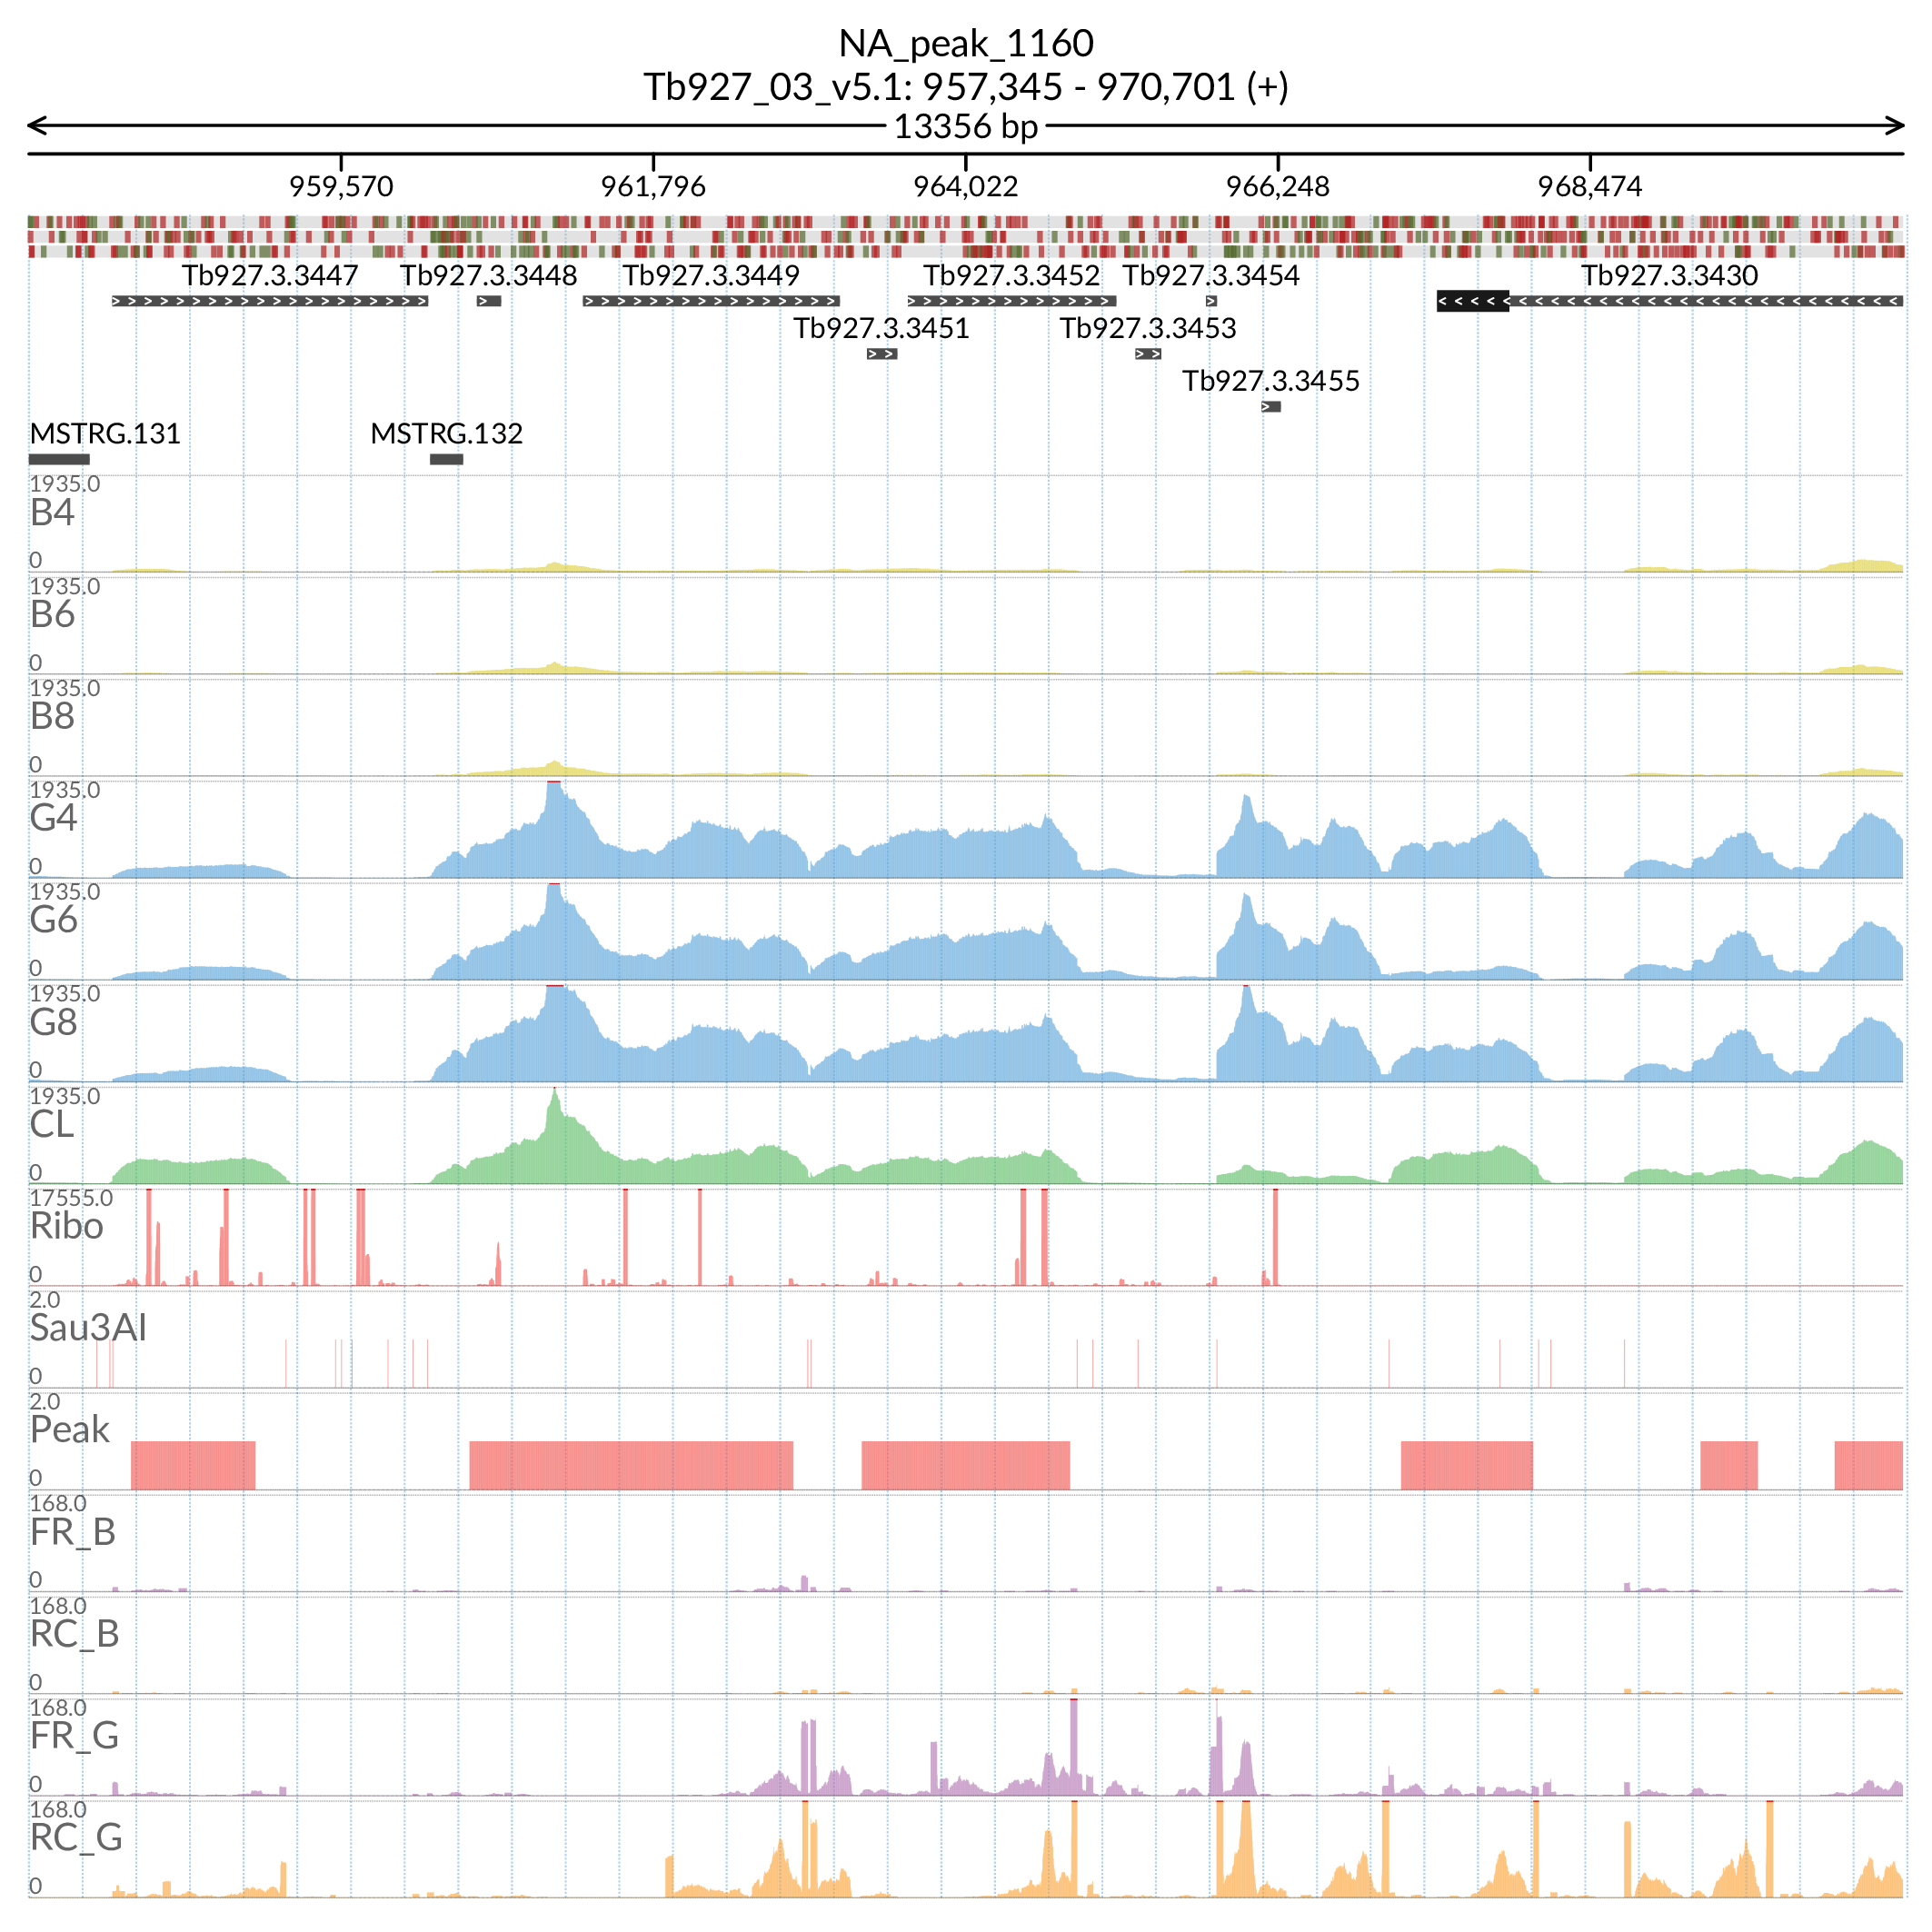 NA_peak_1160
Tb927_03_v5.1: 957,345 - 970,701 (+)
13356 bp
959,570 961,796 964,022 966,248 968,474
Tb927.3.3447 Tb927.3.3448 Tb927.3.3449 Tb927.3.3452 Tb927.3.3454 Tb927.3.3430
Tb927.3.3451 Tb927.3.3453
Tb927.3.3455
MSTRG.131 MSTRG.132
1935.0
B4
0
1935.0
B6
0
1935.0
B8
0
1935.0
G4
0
1935.0
G6
0
1935.0
G8
0
1935.0
CL
0
17555.0
Ribo
0
2.0
Sau3AI
0
2.0
Peak
0
168.0
FR_B
0
168.0
RC_B
0
168.0
FR_G
0
168.0
RC_G
0